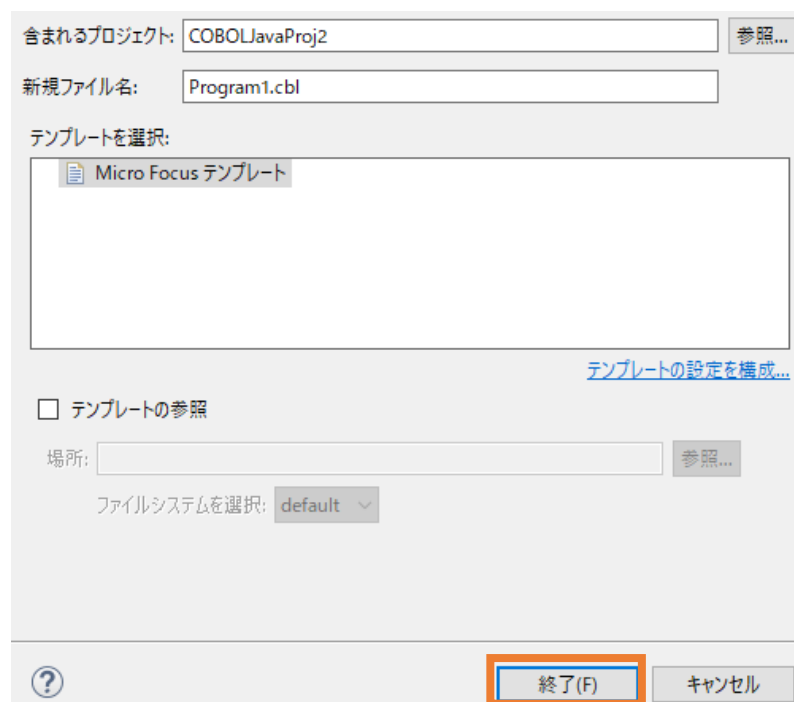 含まれるプロジェクト: COBOLJavaProj2 参照...
新規ファイル名: Program1.cbl
テンプレートを選択:
Micro Focus テンプレート
テンプレートの設定を構成...
テンプレートの参照
場所: 参照...
ファイルシステムを選択: default
? 終了(F) キャンセル